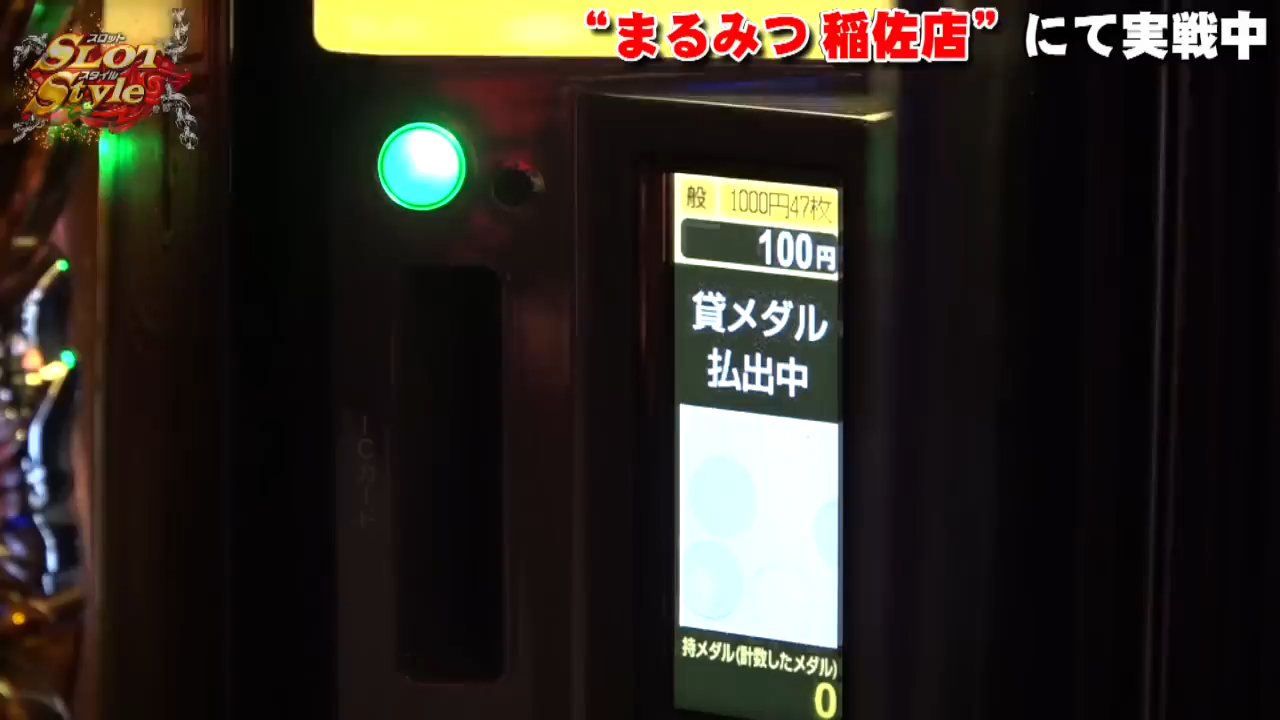 “まるみつ 稲佐店” にて実戦中
スロット
SLOT
スタイル
Style
般 1000円47枚
100円
貸メダル
払出中
ICカード
持メダル(計数したメダル)
0